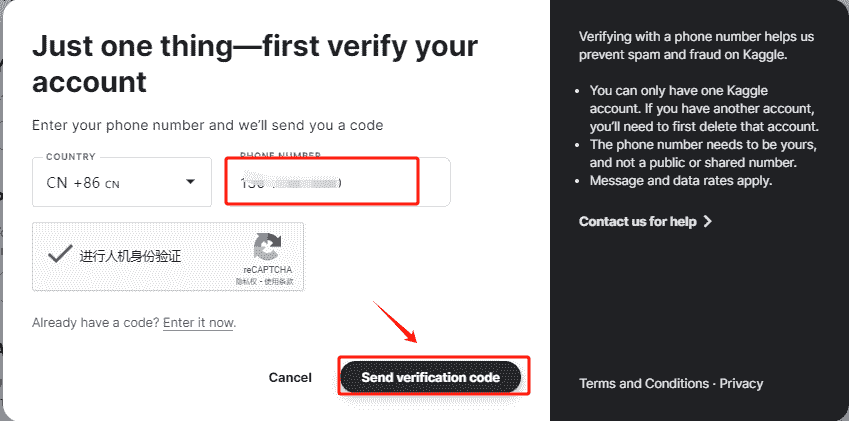 Just one thing—first verify your
account
Enter your phone number and we'll send you a code
COUNTRY
PHONE NUMBER
CN +86 CN
进行人机身份验证
reCAPTCHA
隐私权 - 使用条款
Already have a code? Enter it now.
Cancel
Send verification code
Verifying with a phone number helps us
prevent spam and fraud on Kaggle.
• You can only have one Kaggle
account. If you have another account,
you'll need to first delete that account.
• The phone number needs to be yours,
and not a public or shared number.
• Message and data rates apply.
Contact us for help
Terms and Conditions · Privacy